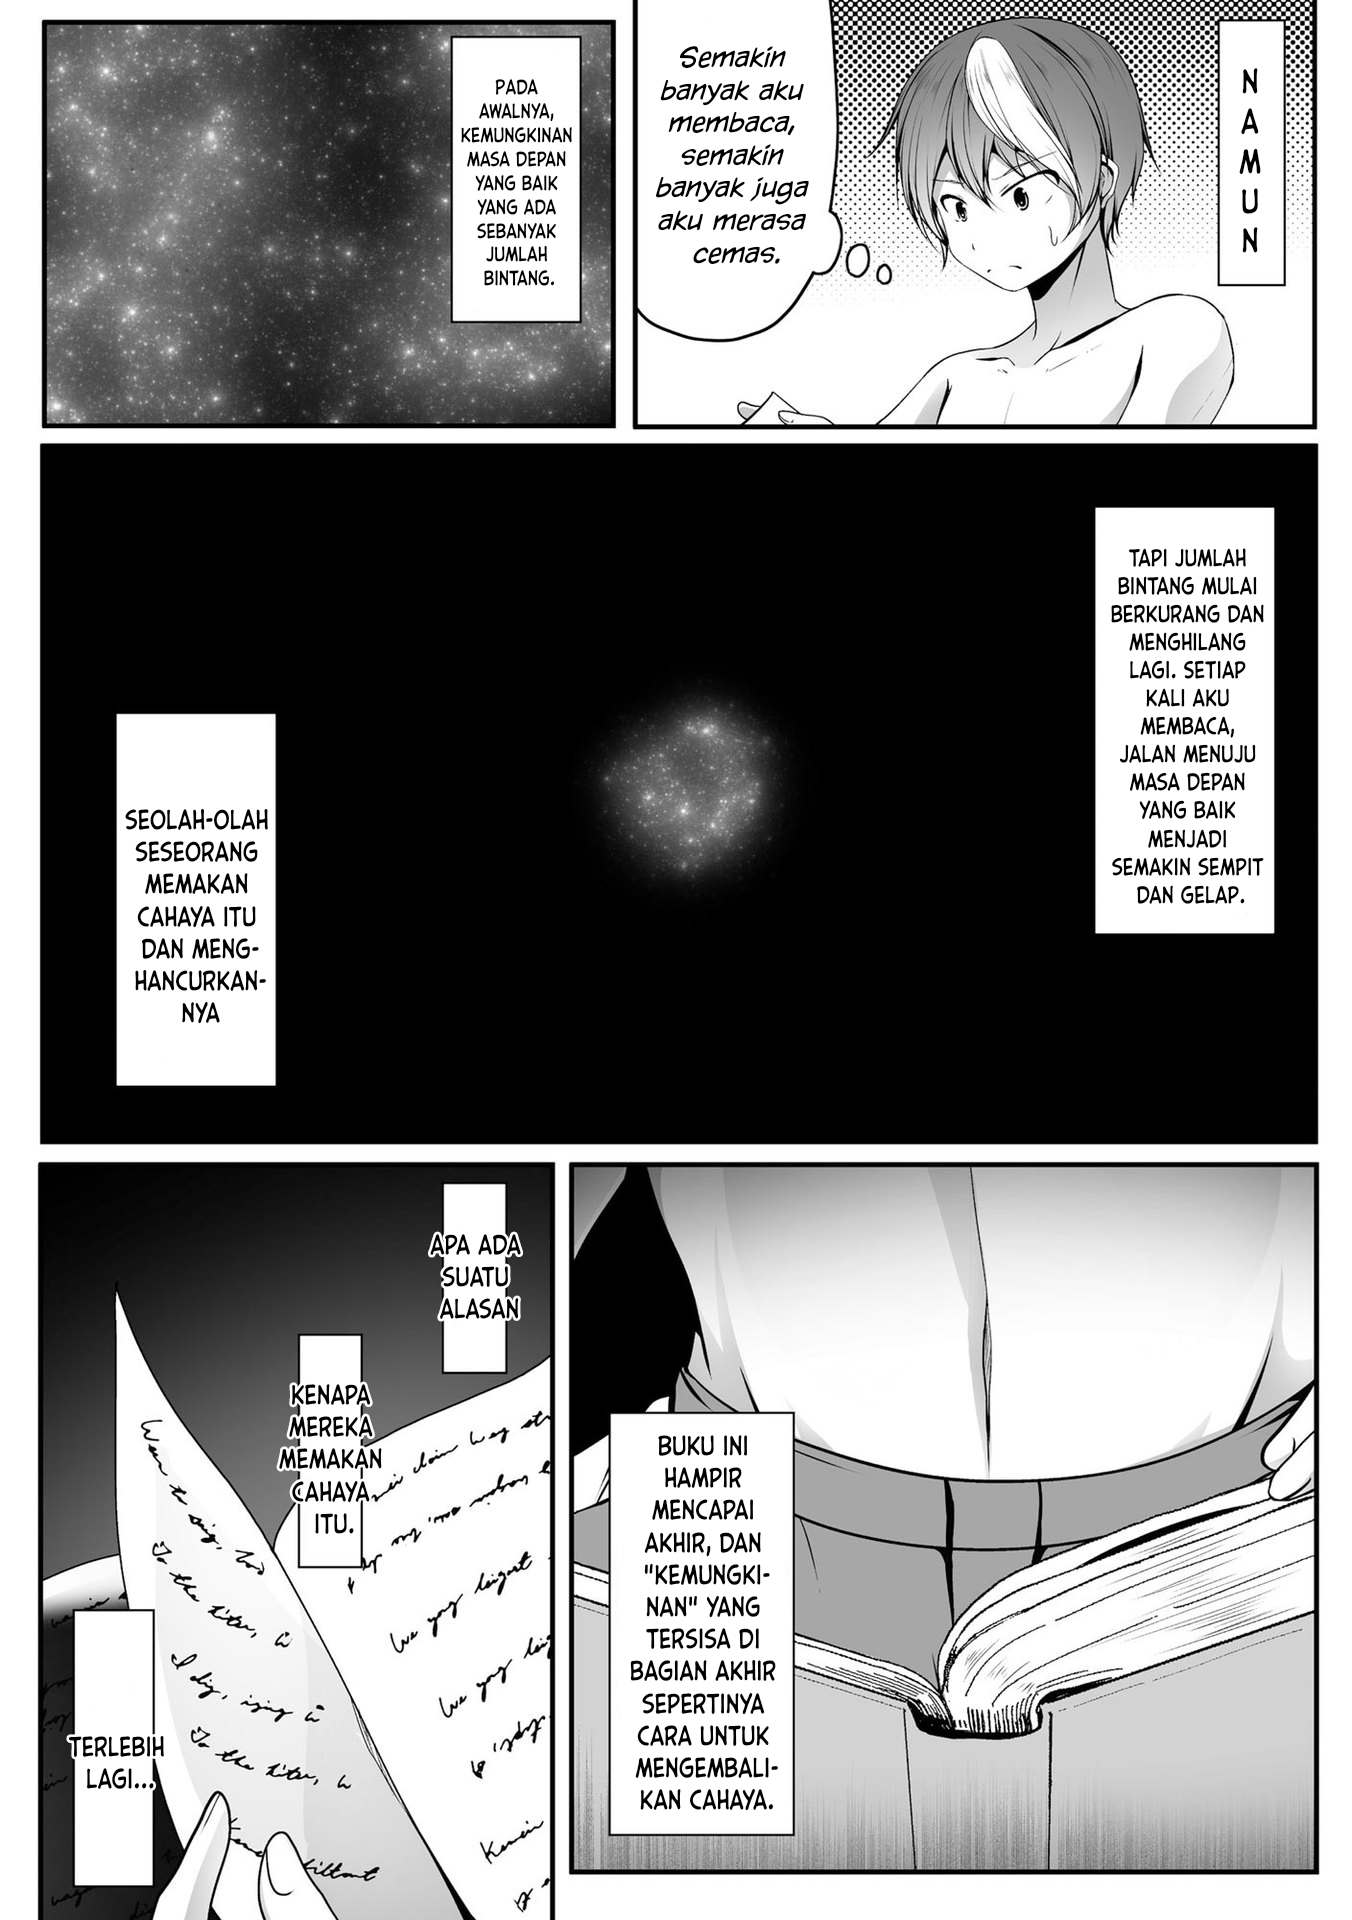 N
A
M
U
N
Semakin
banyak aku
membaca,
semakin
banyak juga
aku merasa
cemas.
PADA
AWALNYA,
KEMUNGKINAN
MASA DEPAN
YANG BAIK
YANG ADA
SEBANYAK
JUMLAH
BINTANG.
TAPI JUMLAH
BINTANG MULAI
BERKURANG DAN
MENGHILANG
LAGI. SETIAP
KALI AKU
MEMBACA,
JALAN MENUJU
MASA DEPAN
YANG BAIK
MENJADI
SEMAKIN SEMPIT
DAN GELAP.
SEOLAH-OLAH
SESEORANG
MEMAKAN
CAHAYA ITU
DAN MENG-
HANCURKAN-
NYA
BUKU INI
HAMPIR
MENCAPAI
AKHIR, DAN
"KEMUNGKI-
NAN" YANG
TERSISA DI
BAGIAN AKHIR
SEPERTINYA
CARA UNTUK
MENGEMBALI-
KAN CAHAYA.
APA ADA
SUATU
ALASAN
KENAPA
MEREKA
MEMAKAN
CAHAYA
ITU.
TERLEBIH
LAGI...